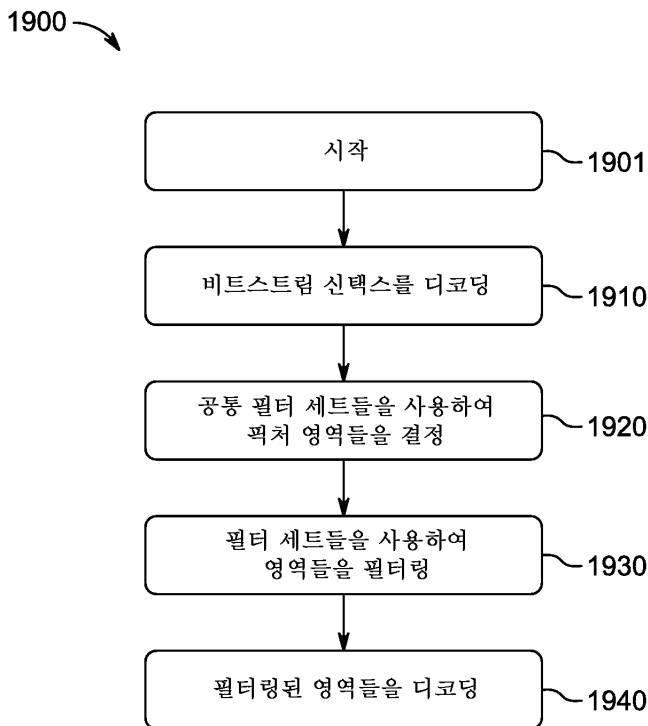 1900
시작
1901
비트스트림 신택스를 디코딩
1910
공통 필터 세트들을 사용하여
픽처 영역들을 결정
1920
필터 세트들을 사용하여
영역들을 필터링
1930
필터링된 영역들을 디코딩
1940